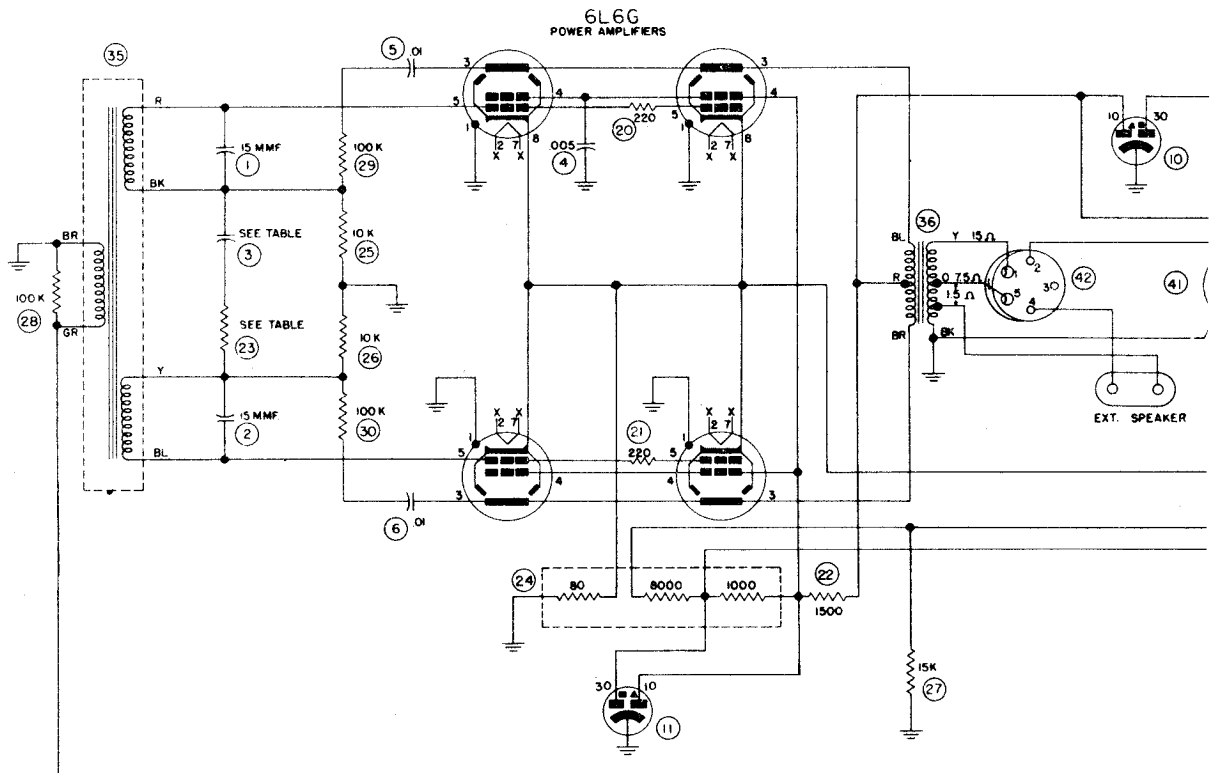 6L6G
POWER AMPLIFIERS
35
5 .01
3
3
R
5
4
5
4
10 30
15 MMF
1
100 K
29
1
2 7
X X
8
.005
4
20
220
1
2 7
X X
8
10
BK
BR
SEE TABLE
3
10 K
25
36
BL
Y 15 Ω
1
2
42
R
0 7.5 Ω
3
41
100 K
28
1.5 Ω
5
4
GR
SEE TABLE
23
10 K
26
BR
BK
Y
X X
2 7
X X
2 7
EXT. SPEAKER
15 MMF
2
100 K
30
1
21
1
BL
5
220
5
4
4
3
3
6 .01
24
80
8000
1000
22
1500
15K
27
30 10
11